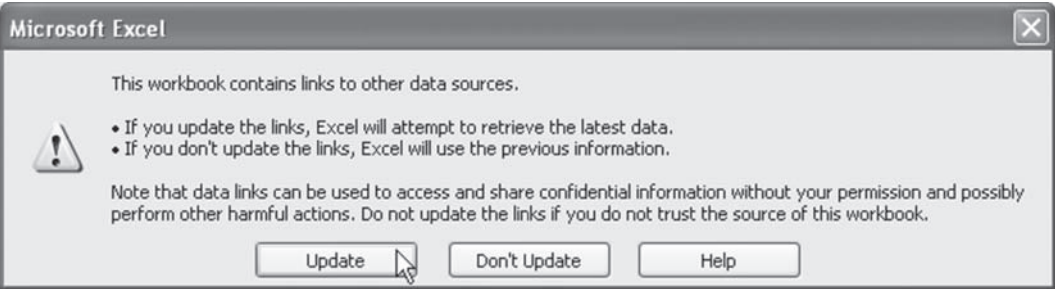 Microsoft Excel
This workbook contains links to other data sources.
• If you update the links, Excel will attempt to retrieve the latest data.
• If you don't update the links, Excel will use the previous information.
Note that data links can be used to access and share confidential information without your permission and possibly
perform other harmful actions. Do not update the links if you do not trust the source of this workbook.
Update Don't Update Help